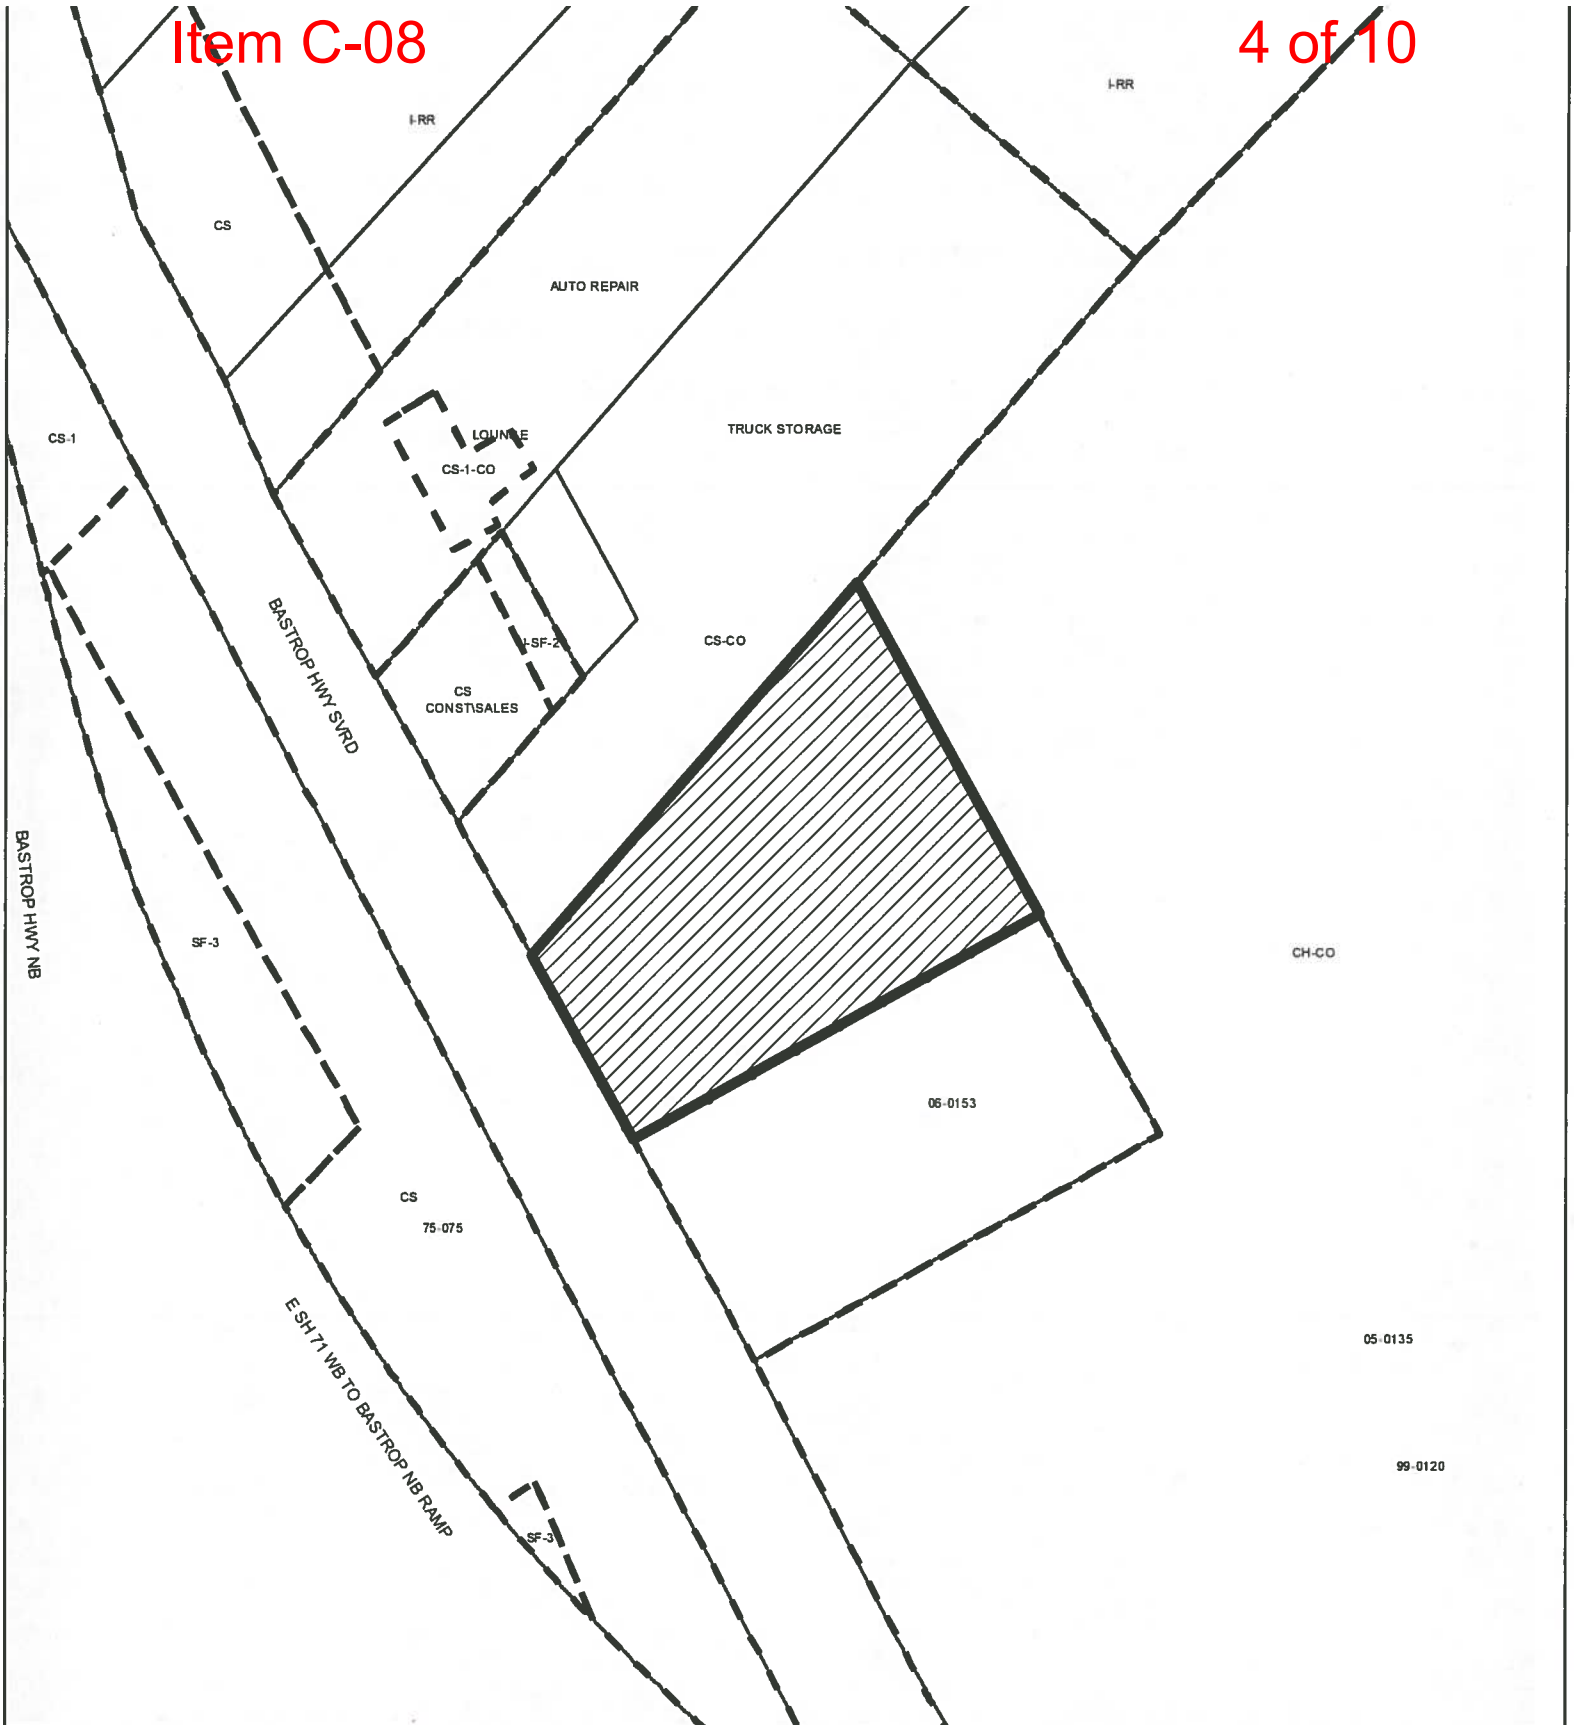 Item C-08
4 of 10
I-RR
I-RR
CS
AUTO REPAIR
CS-1
LOUNGE
TRUCK STORAGE
CS-1-CO
BASTROP HWY SVRD
I-SF-2
CS-CO
CS
CONST\SALES
BASTROP HWY NB
SF-3
CH-CO
06-0153
CS
75-075
E SH 71 WB TO BASTROP NB RAMP
05-0135
99-0120
SF-3